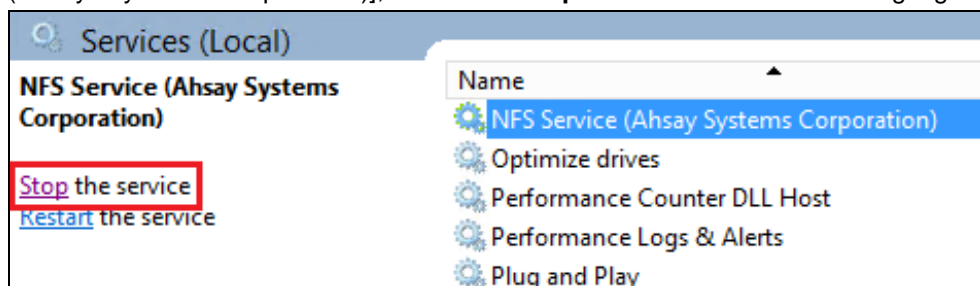 Services (Local)
NFS Service (Ahsay Systems
Corporation)
Stop the service
Restart the service
Name
NFS Service (Ahsay Systems Corporation)
Optimize drives
Performance Counter DLL Host
Performance Logs & Alerts
Plug and Play